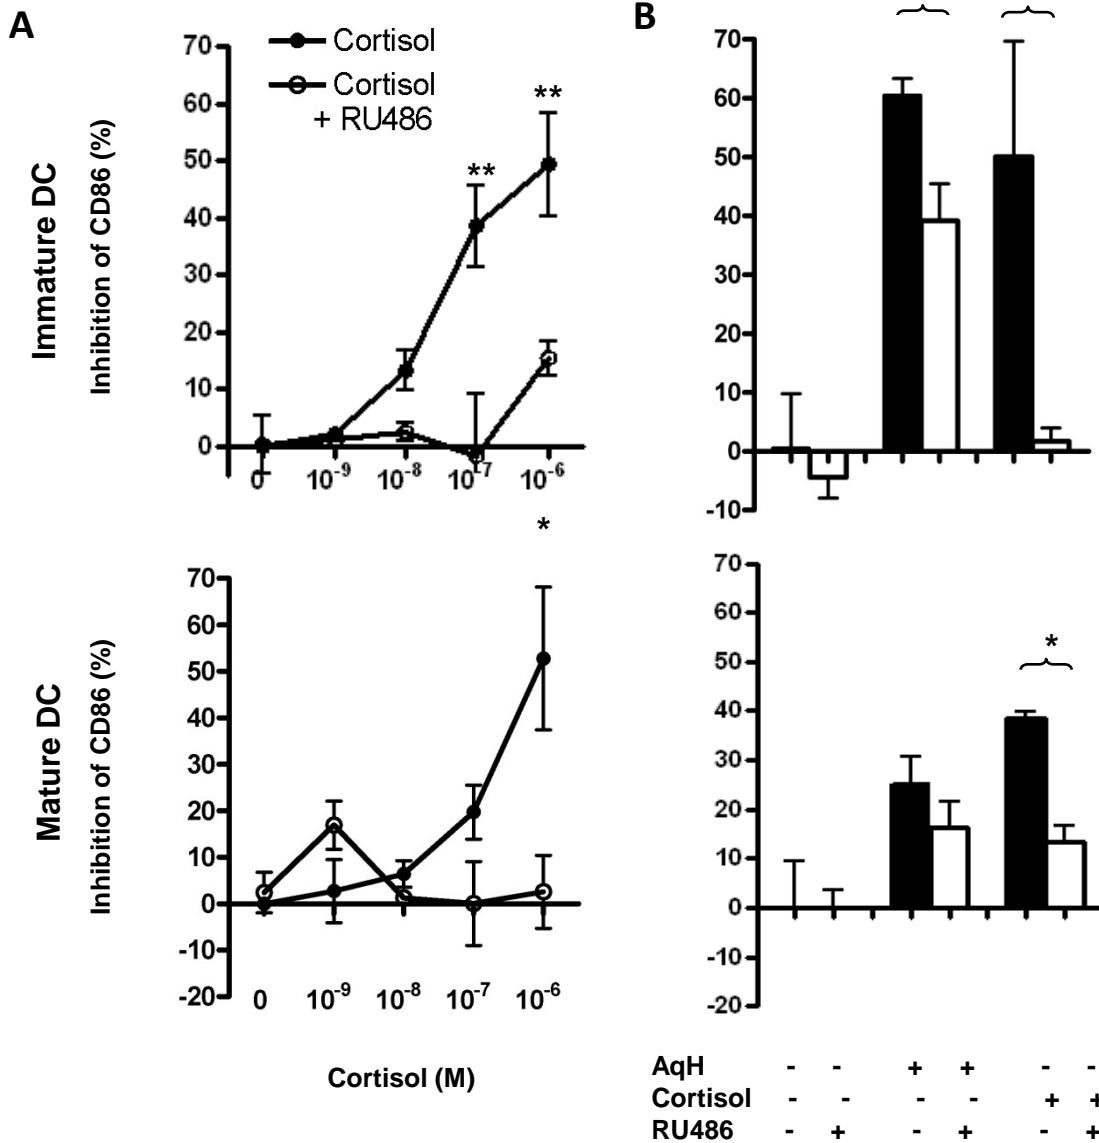 A
Cortisol
Cortisol
+ RU486
Immature DC
Inhibition of CD86 (%)
70
60
50
40
30
20
10
0
** **
0 10-9 10-8 10-7 10-6
Mature DC
Inhibition of CD86 (%)
70
60
50
40
30
20
10
0
-10
-20
*
0 10-9 10-8 10-7 10-6
Cortisol (M)
B
70
60
50
40
30
20
10
0
-10
70
60
50
40
30
20
10
0
-10
-20
*
AqH - - + + - -
Cortisol - - - - + +
RU486 - + - + - +